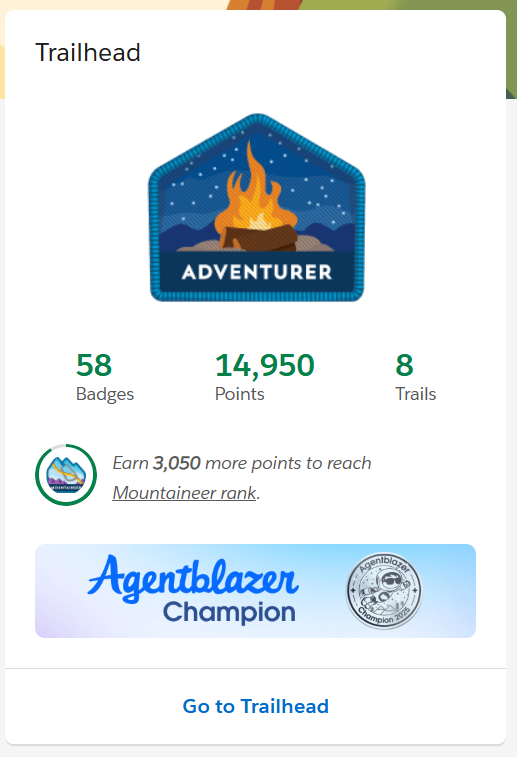 Trailhead
ADVENTURER
58
Badges
14,950
Points
8
Trails
MOUNTAINEER
Earn 3,050 more points to reach
Mountaineer rank.
Agentblazer
Champion
Agentblazer
Champion 2025
Go to Trailhead